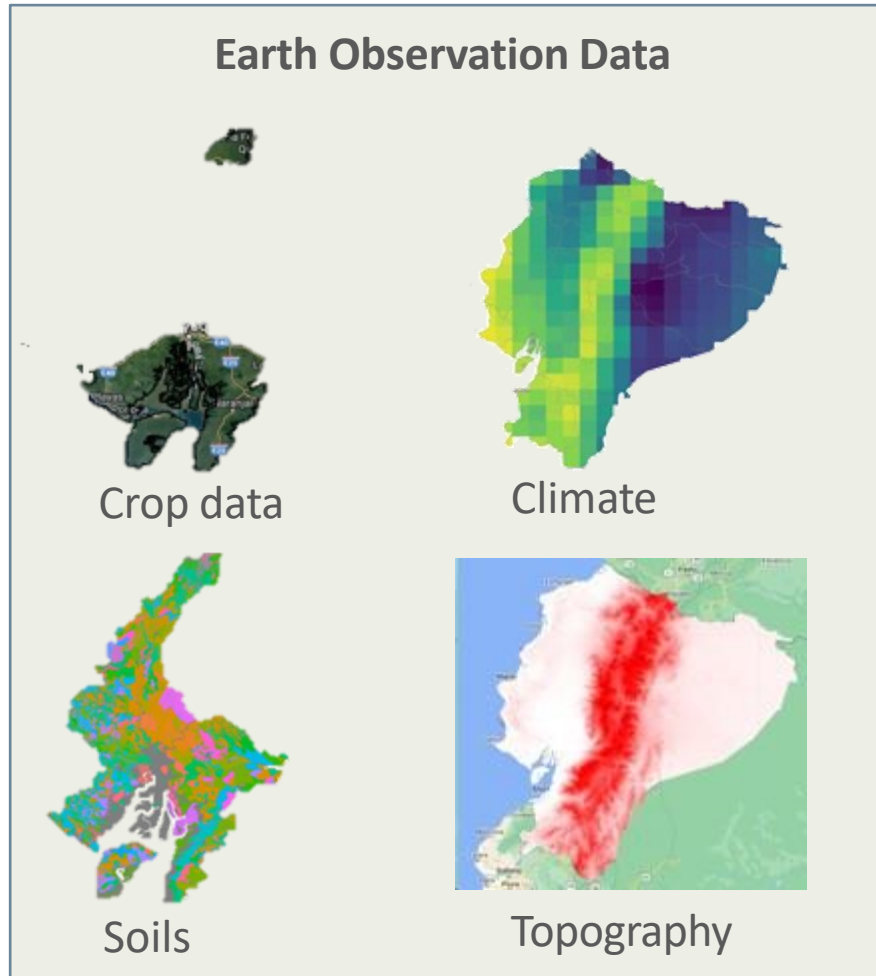 Earth Observation Data
Crop data
Climate
Soils
Topography